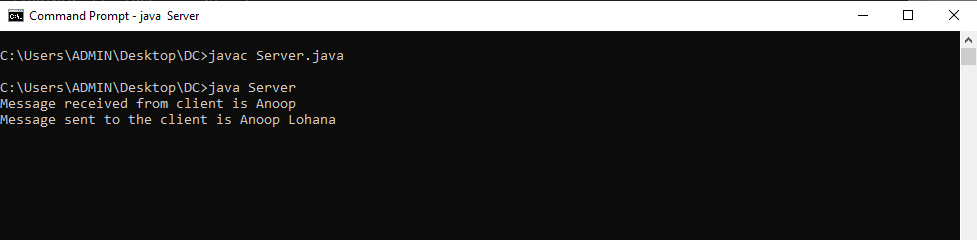 Command Prompt - java  Server
C:\Users\ADMIN\Desktop\DC>javac Server.java
C:\Users\ADMIN\Desktop\DC>java Server
Message received from client is Anoop
Message sent to the client is Anoop Lohana